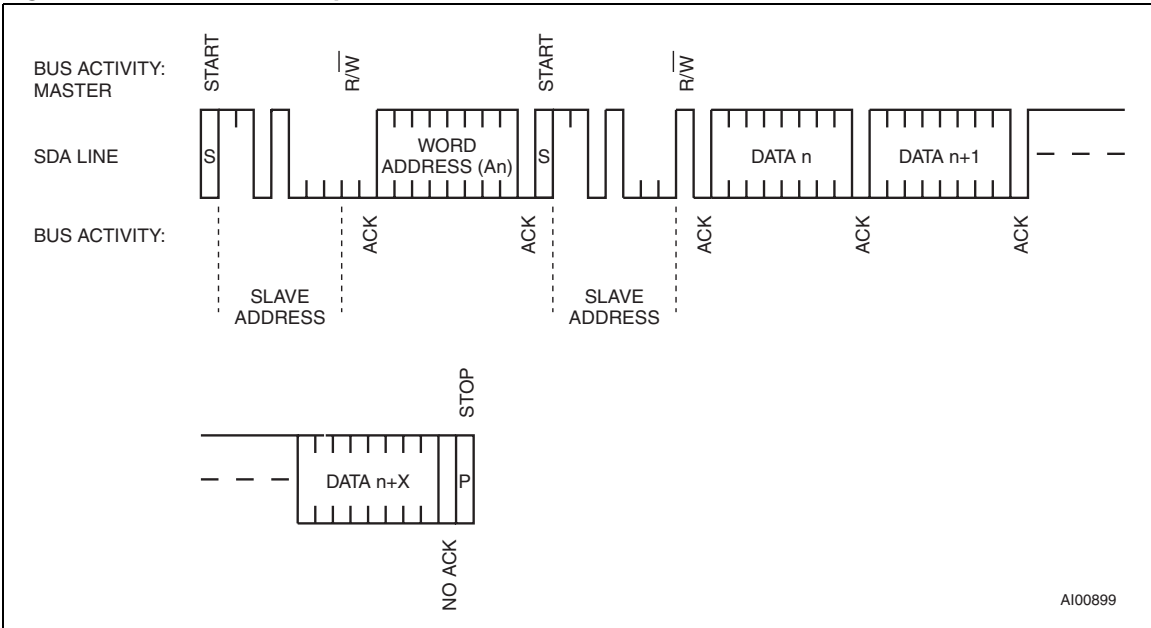 BUS ACTIVITY:
MASTER
START
R/W
START
R/W
SDA LINE
S
WORD
ADDRESS (An)
S
DATA n
DATA n+1
BUS ACTIVITY:
ACK
ACK
ACK
ACK
ACK
SLAVE
ADDRESS
SLAVE
ADDRESS
STOP
DATA n+X
P
NO ACK
AI00899